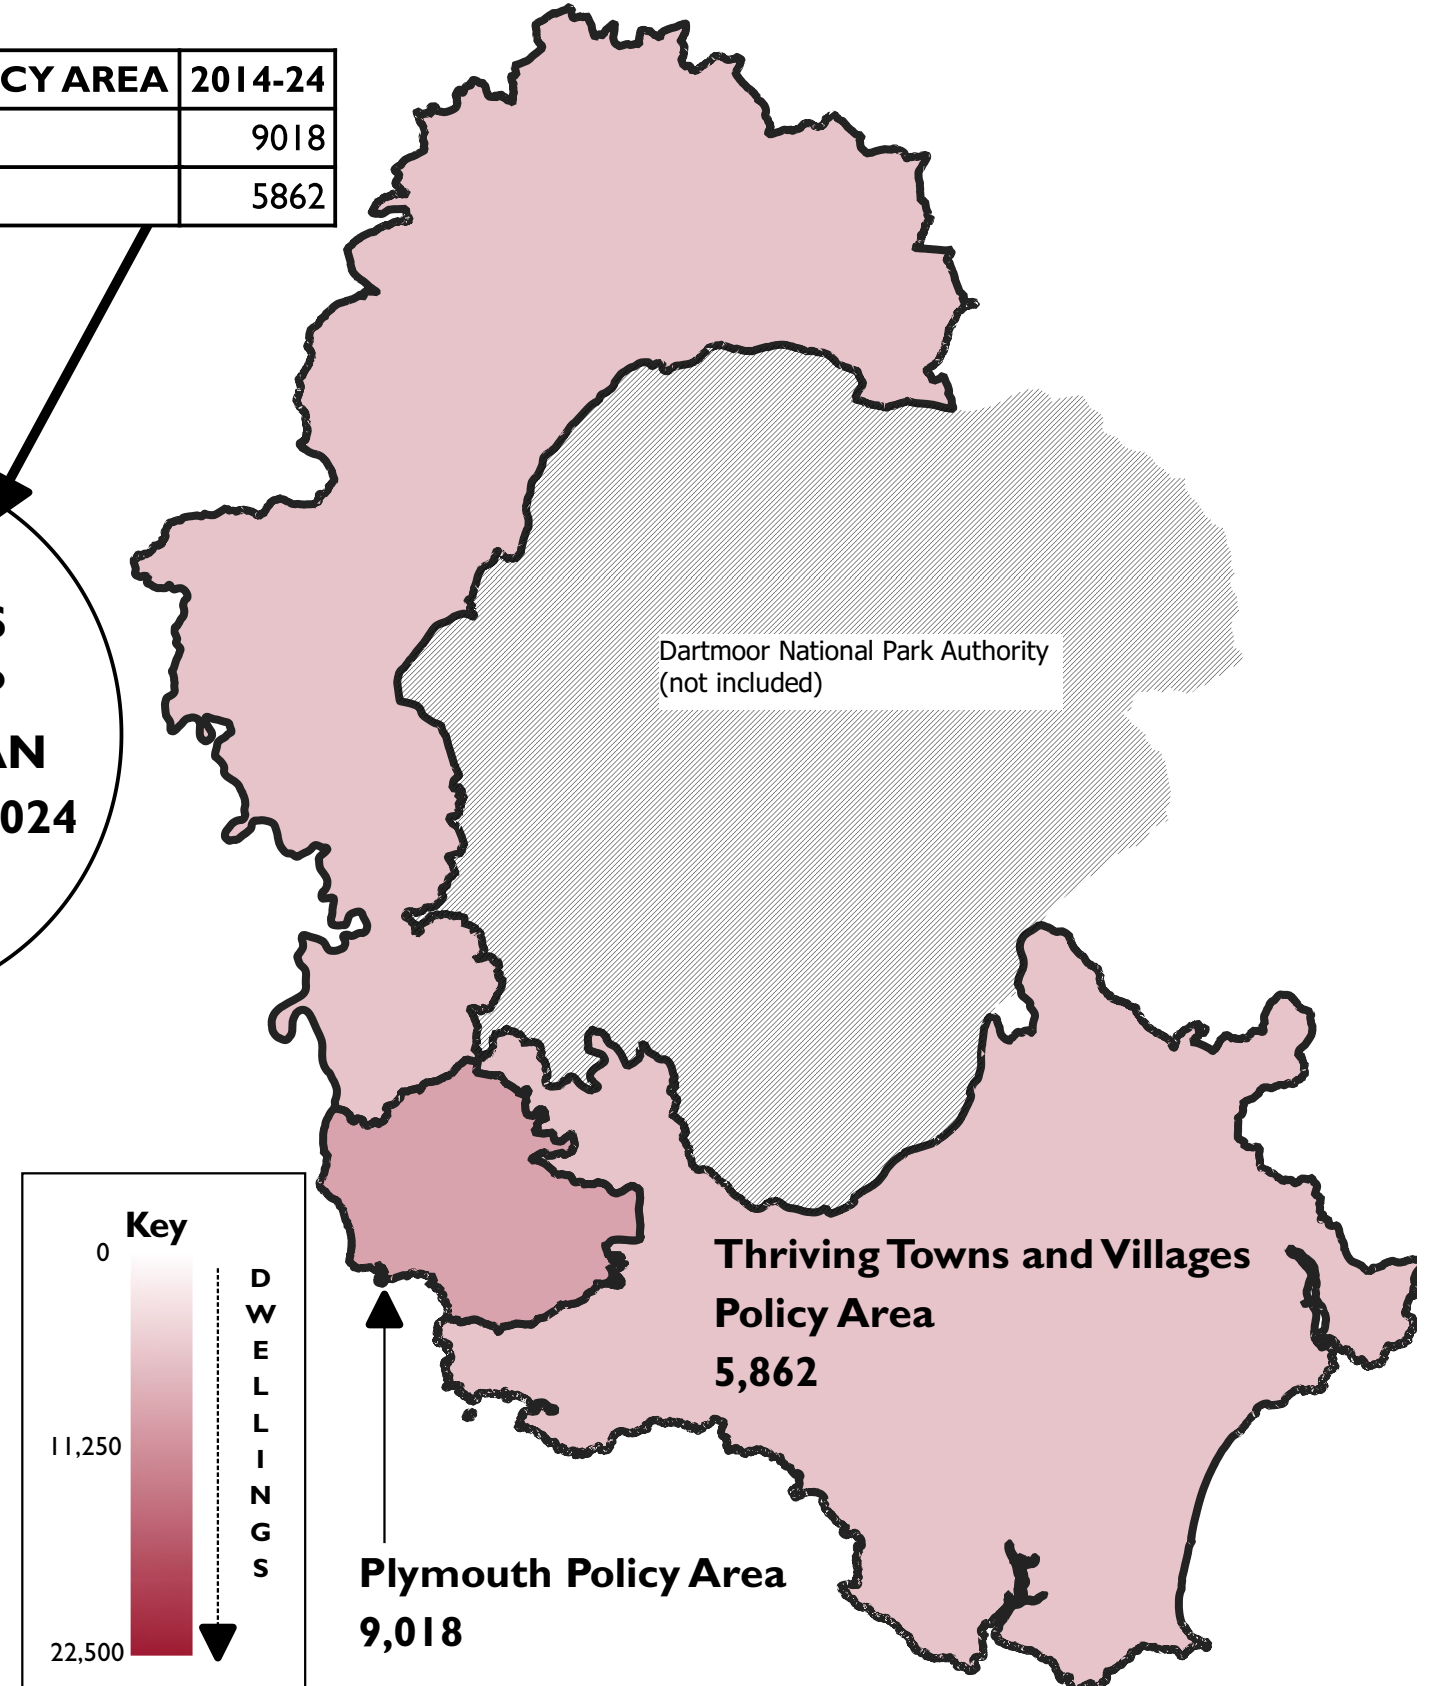 CY AREA 2014-24
9018
5862
S
AN
024
Dartmoor National Park Authority
(not included)
Thriving Towns and Villages
Policy Area
5,862
Key
0
11,250
22,500
D
W
E
L
L
I
N
G
S
Plymouth Policy Area
9,018